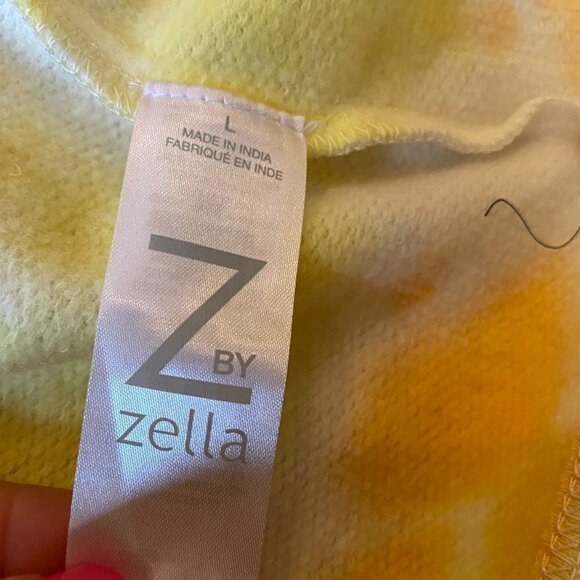 L
MADE IN INDIA
FABRIQUÉ EN INDE
Z BY
zella